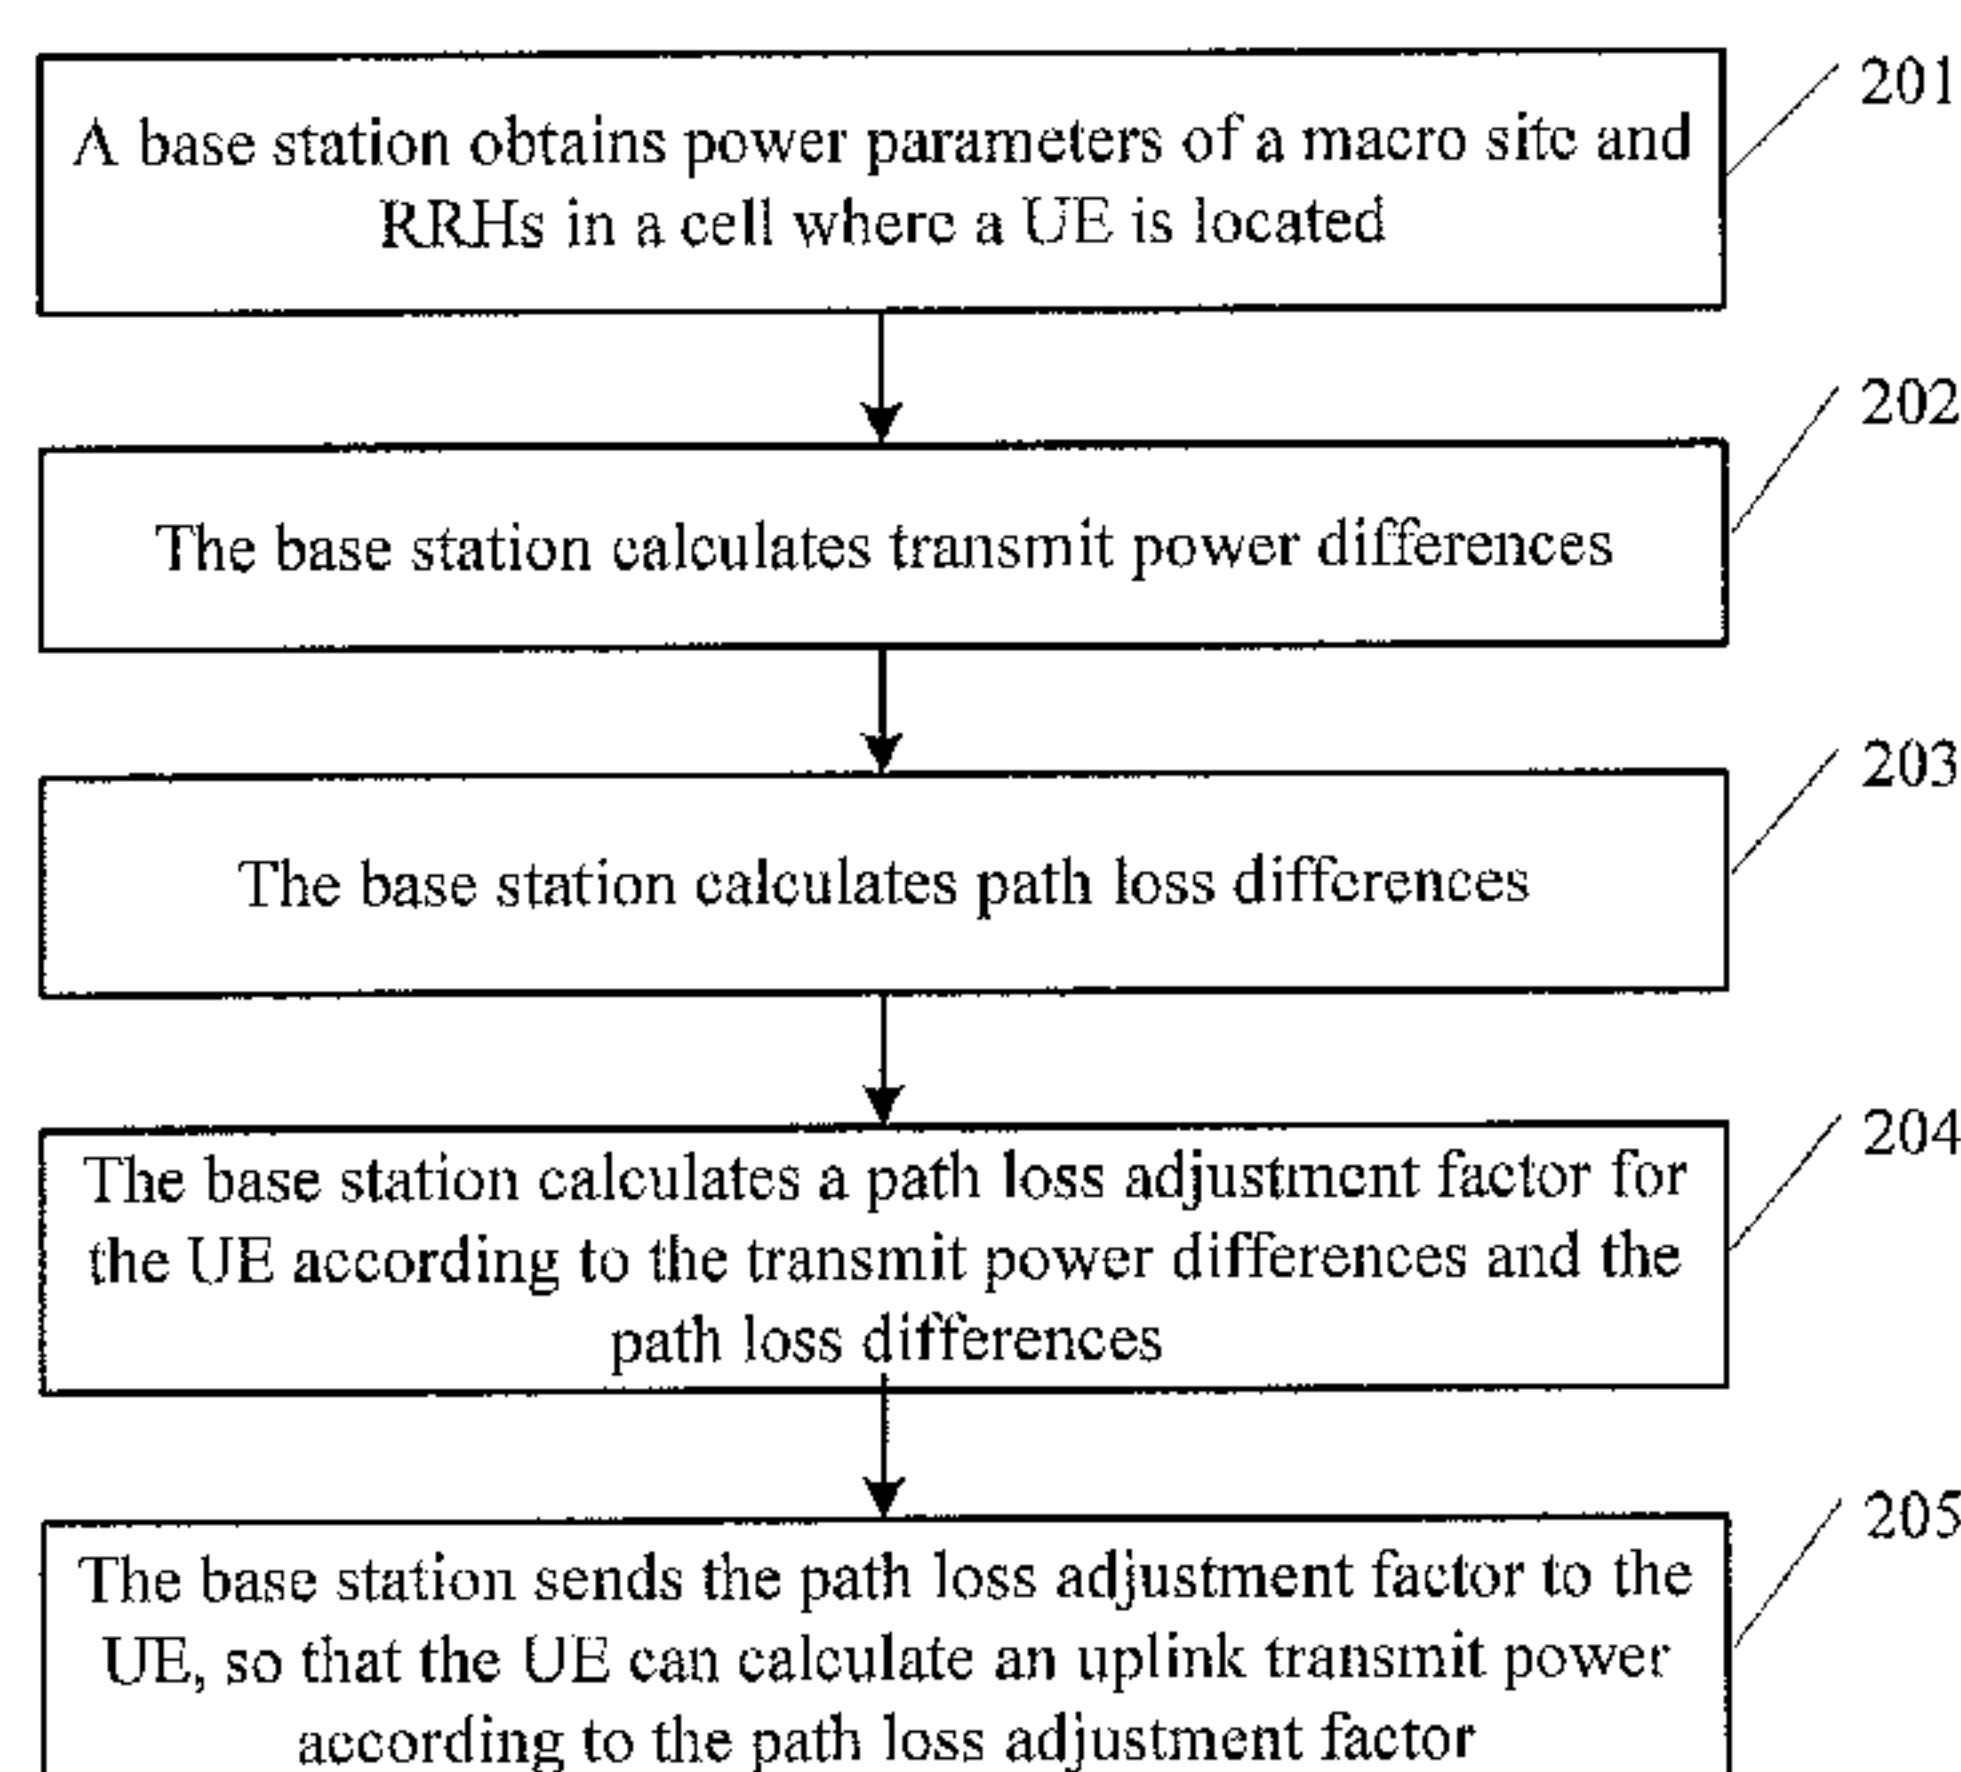 A base station obtains power parameters of a macro site and
RRHs in a cell where a UE is located
201
The base station calculates transmit power differences
202
The base station calculates path loss differences
203
The base station calculates a path loss adjustment factor for
the UE according to the transmit power differences and the
path loss differences
204
The base station sends the path loss adjustment factor to the
UE, so that the UE can calculate an uplink transmit power
according to the path loss adjustment factor
205